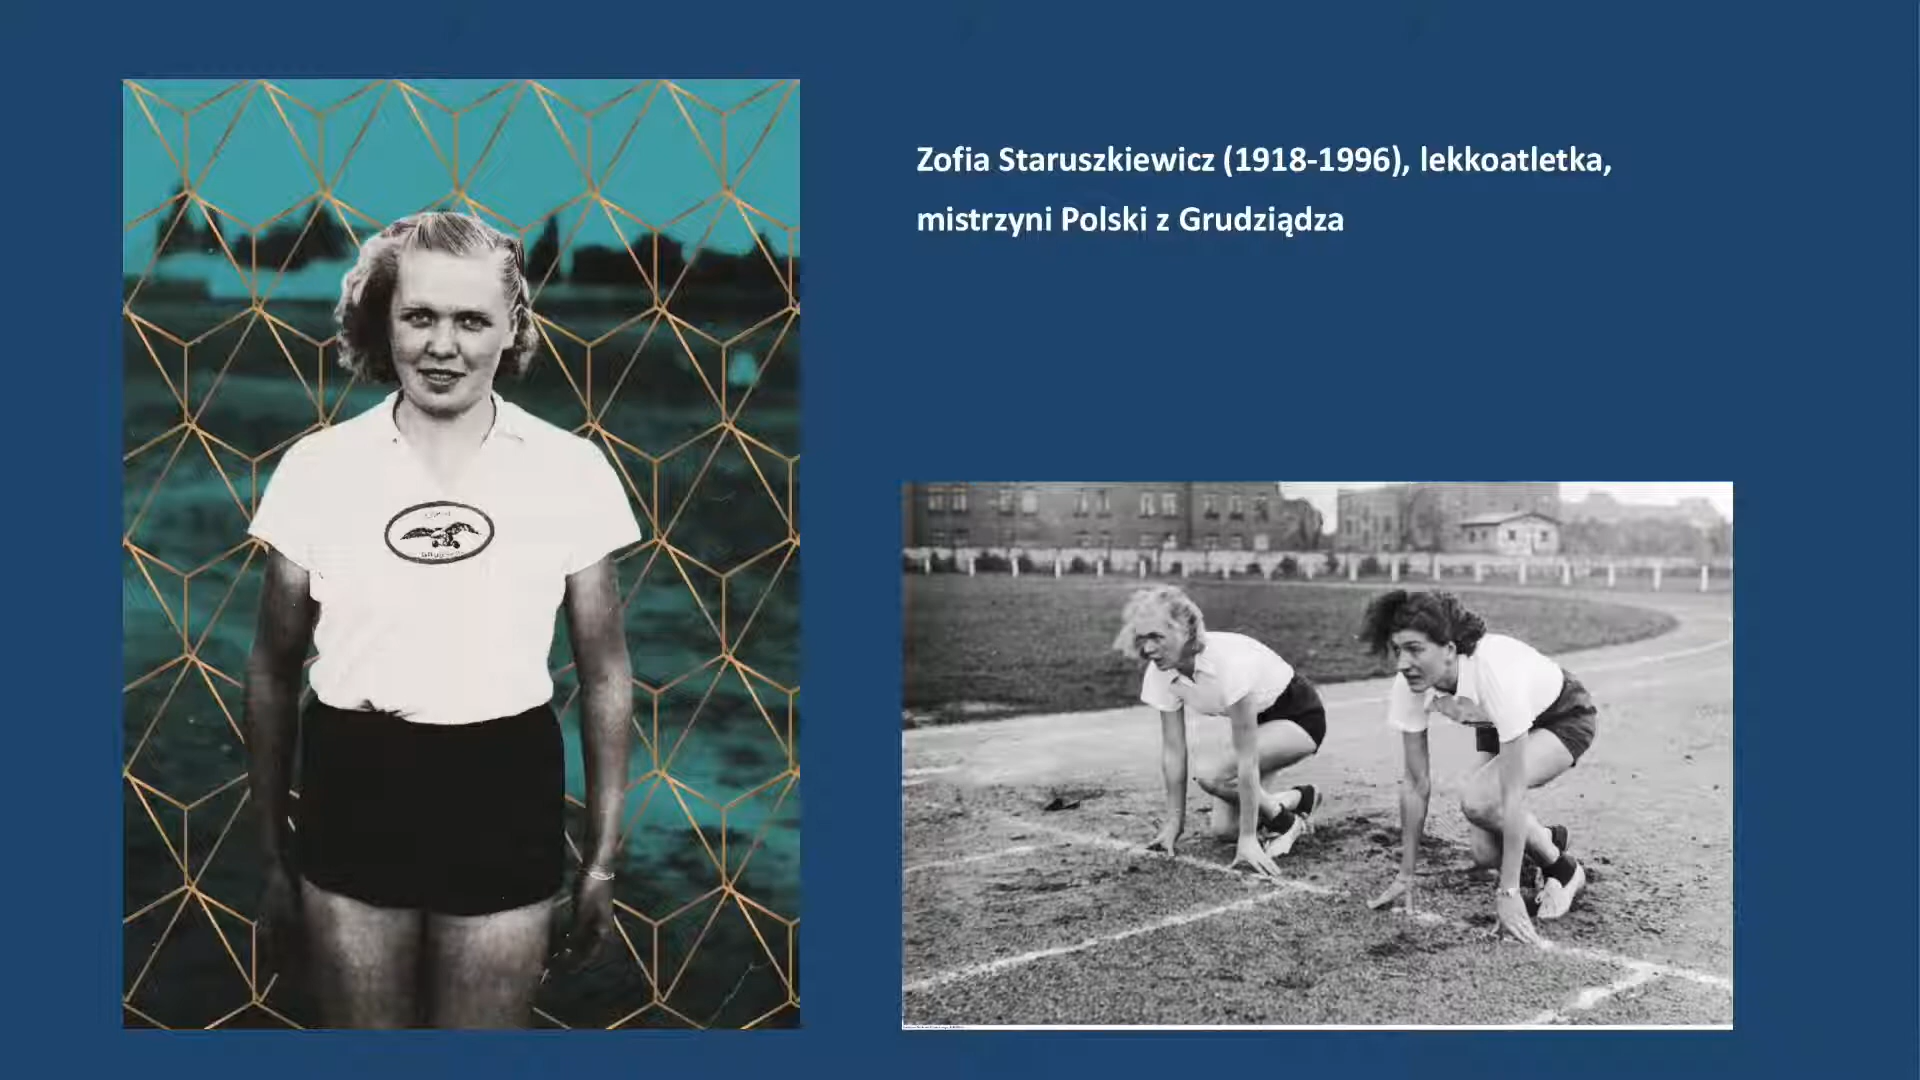 Zofia Staruszkiewicz (1918-1996), lekkoatletka,
mistrzyni Polski z Grudziądza